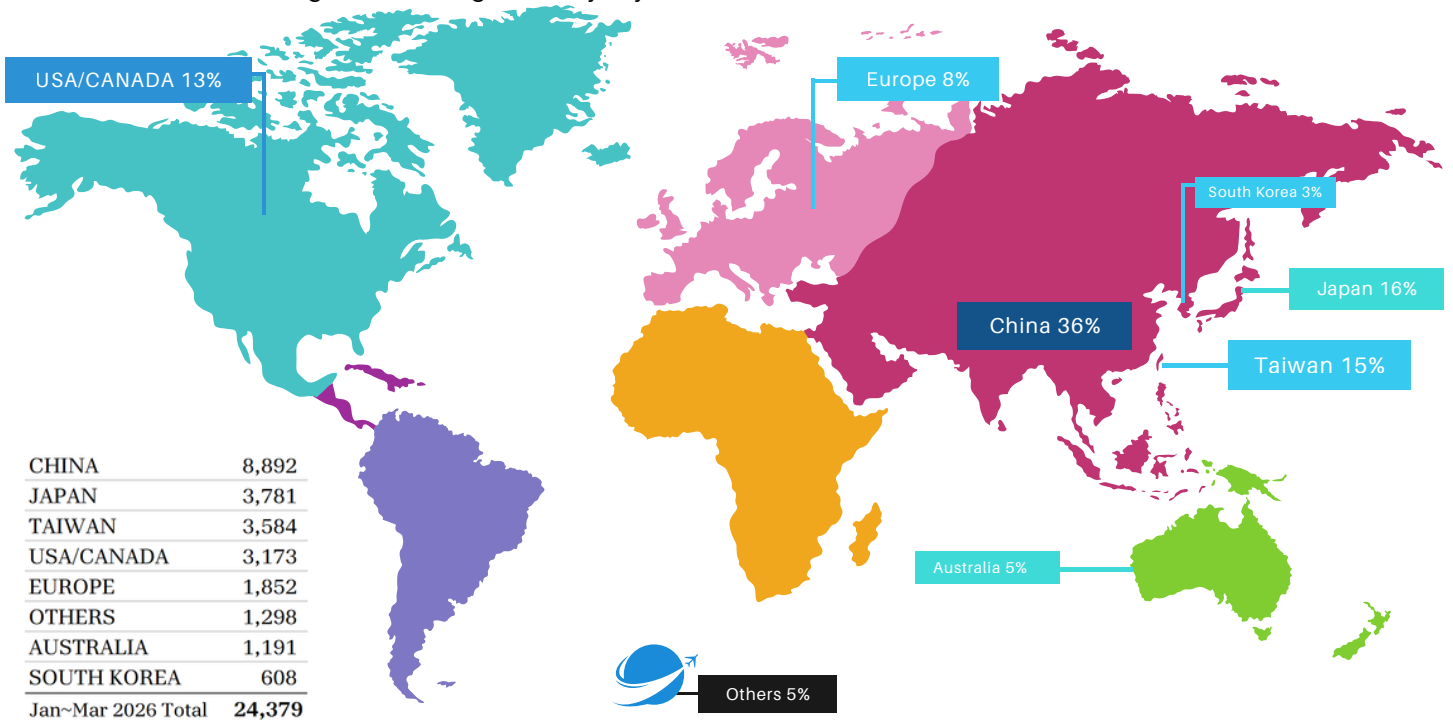 USA/CANADA 13%
Europe 8%
South Korea 3%
Japan 16%
China 36%
Taiwan 15%
Australia 5%
Others 5%
CHINA 8,892
JAPAN 3,781
TAIWAN 3,584
USA/CANADA 3,173
EUROPE 1,852
OTHERS 1,298
AUSTRALIA 1,191
SOUTH KOREA 608
Jan~Mar 2026 Total 24,379